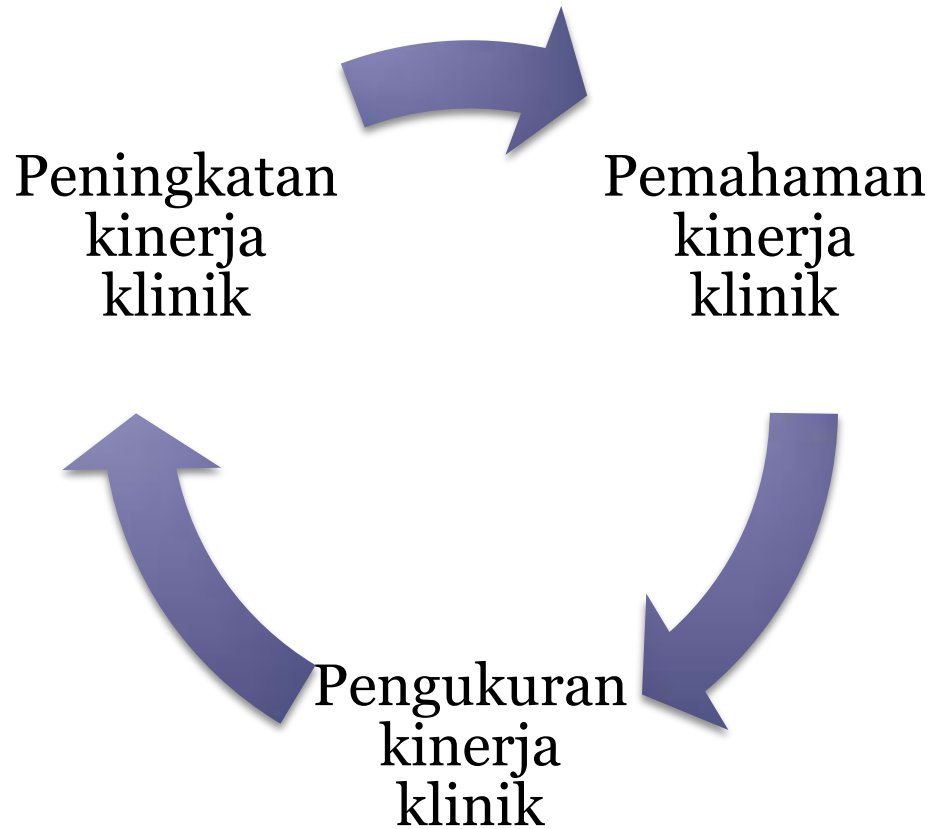 Peningkatan
kinerja
klinik
Pemahaman
kinerja
klinik
Pengukuran
kinerja
klinik